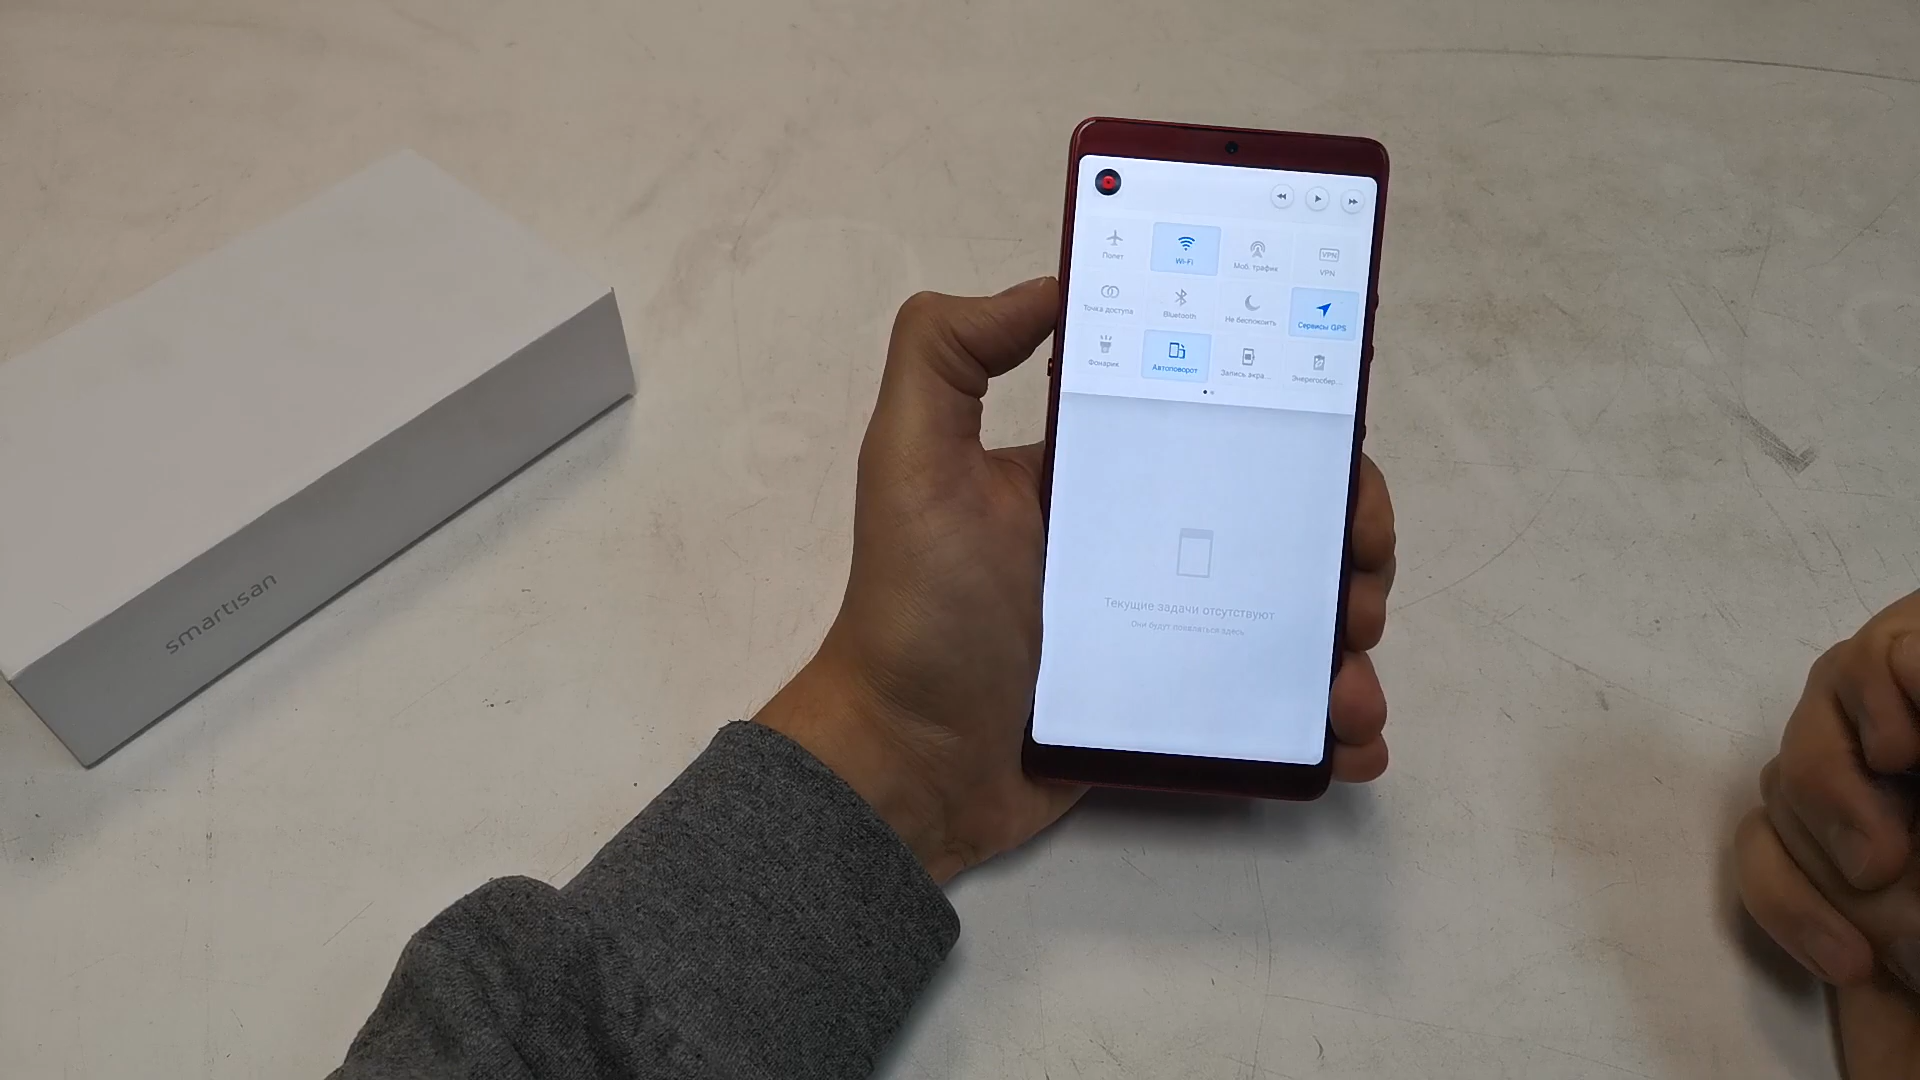 smartisan
Полет
Wi-Fi
Моб. трафик
VPN
VPN
Точка доступа
Bluetooth
Не беспокоить
Сервисы GPS
Фонарик
Автоповорот
Запись экра...
Энергосбер...
Текущие задачи отсутствуют
Они будут появляться здесь